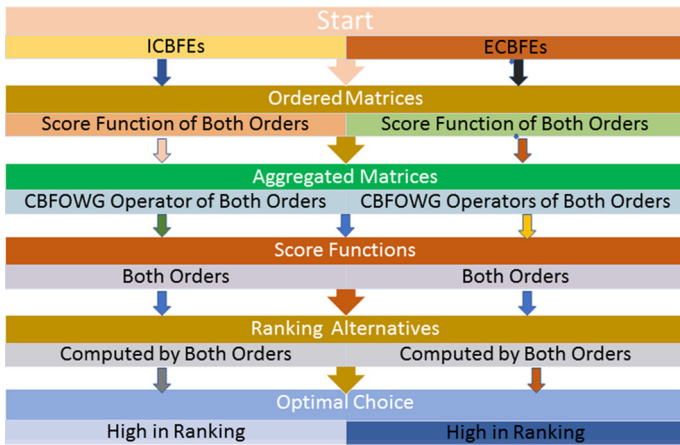 Start
ICBFEs ECBFEs
Ordered Matrices
Score Function of Both Orders Score Function of Both Orders
Aggregated Matrices
CBFOWG Operator of Both Orders CBFOWG Operators of Both Orders
Score Functions
Both Orders Both Orders
Ranking Alternatives
Computed by Both Orders Computed by Both Orders
Optimal Choice
High in Ranking High in Ranking